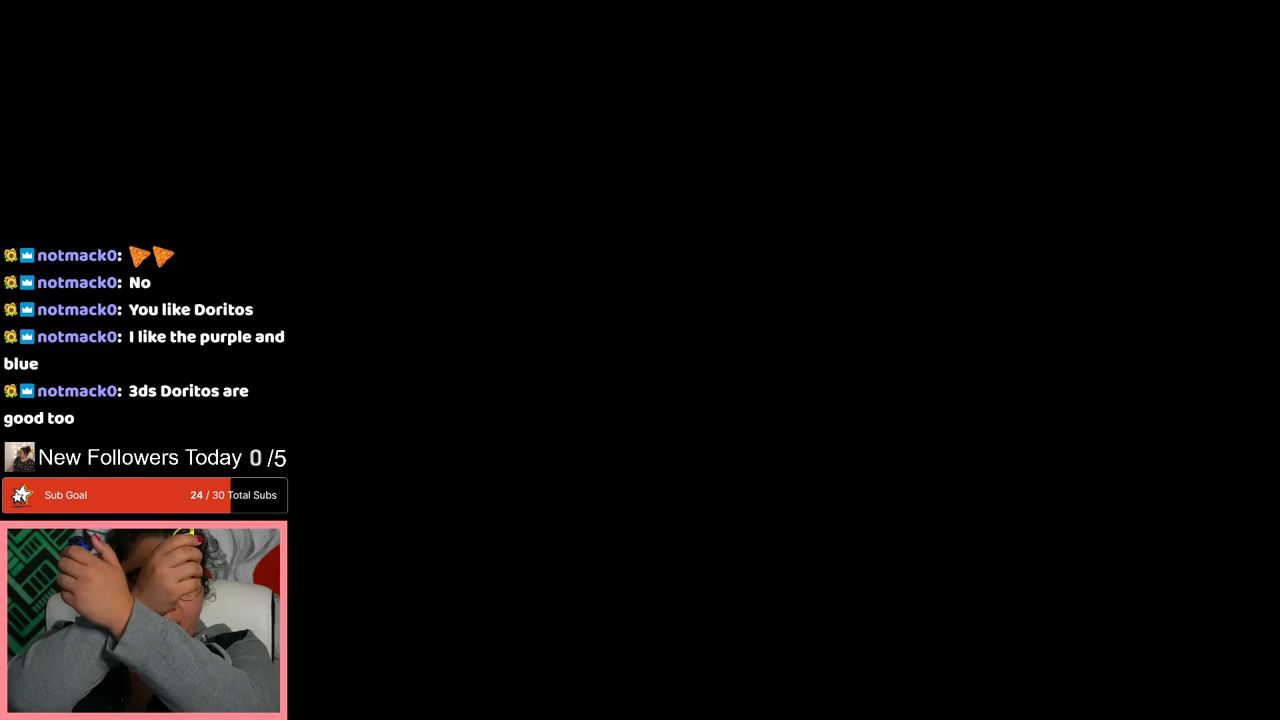 notmack0:
notmack0: No
notmack0: You like Doritos
notmack0: I like the purple and
blue
notmack0: 3ds Doritos are
good too
New Followers Today 0 /5
Sub Goal 24 / 30 Total Subs